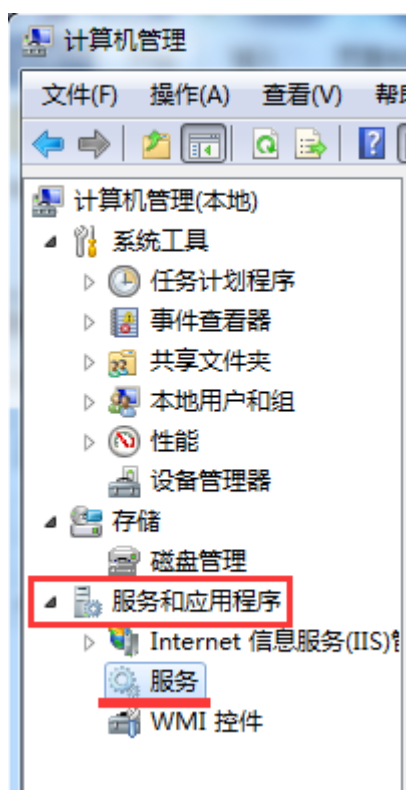 计算机管理
文件(F) 操作(A) 查看(V) 帮
计算机管理(本地)
系统工具
任务计划程序
事件查看器
共享文件夹
本地用户和组
性能
设备管理器
存储
磁盘管理
服务和应用程序
Internet 信息服务(IIS)
服务
WMI 控件